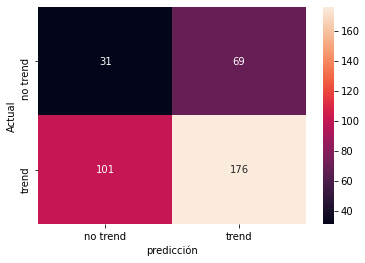 no trend
31
69
Actual
trend
101
176
no trend
trend
predicción
160
140
120
100
80
60
40